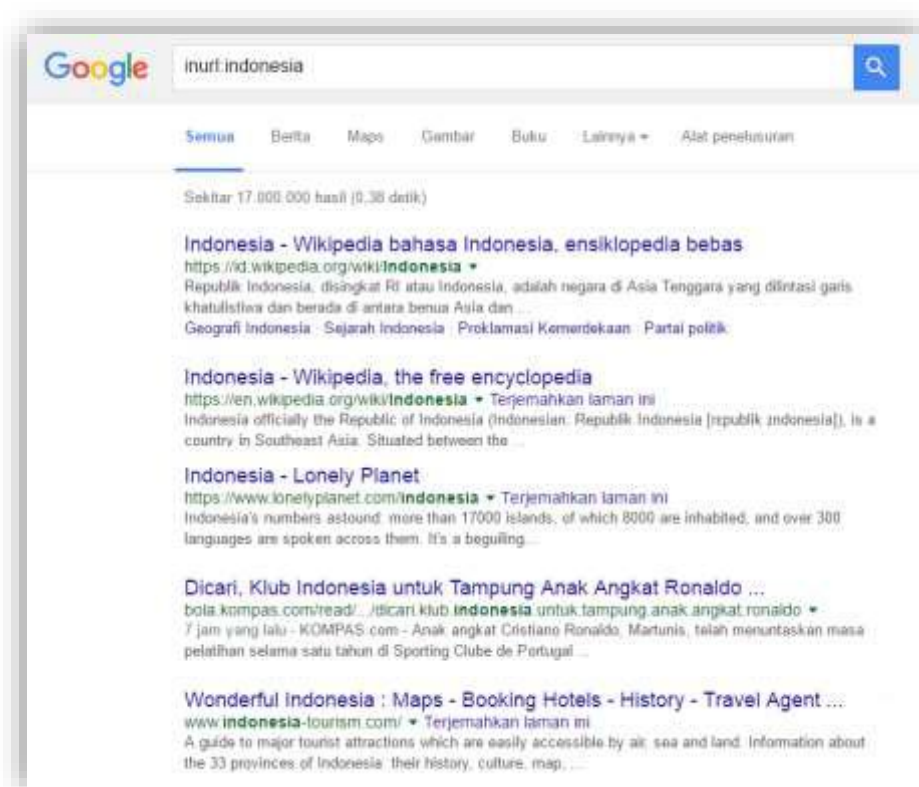 Google
inurl:indonesia
Semua Berita Maps Gambar Buku Lainnya Alat penelusuran
Sekitar 17.000.000 hasil (0,38 detik)
Indonesia - Wikipedia bahasa Indonesia, ensiklopedia bebas
https://id.wikipedia.org/wiki/Indonesia
Republik Indonesia, disingkat RI atau Indonesia, adalah negara di Asia Tenggara yang dilintasi garis
khatulistiwa dan berada di antara benua Asia dan ...
Geografi Indonesia · Sejarah Indonesia · Proklamasi Kemerdekaan · Partai politik
Indonesia - Wikipedia, the free encyclopedia
https://en.wikipedia.org/wiki/Indonesia Terjemahkan laman ini
Indonesia officially the Republic of Indonesia (Indonesian: Republik Indonesia is a
country in Southeast Asia. Situated between the ...
Indonesia - Lonely Planet
https://www.lonelyplanet.com/indonesia Terjemahkan laman ini
Indonesia's numbers astound: more than 17000 islands, of which 8000 are inhabited, and over 300
languages are spoken across them. It's a beguiling ...
Dicari, Klub Indonesia untuk Tampung Anak Angkat Ronaldo ...
bola.kompas.com/read/.../dicari.klub.indonesia.untuk.tampung.anak.angkat.ronaldo
7 jam yang lalu - KOMPAS.com - Anak angkat Cristiano Ronaldo, Martunis, telah menuntaskan masa
pelatihan selama satu tahun di Sporting Clube de Portugal ...
Wonderful Indonesia : Maps - Booking Hotels - History - Travel Agent ...
www.indonesia-tourism.com/ Terjemahkan laman ini
A guide to major tourist attractions which are easily accessible by air, sea and land. Information about
the 33 provinces of Indonesia: their history, culture, map, ...